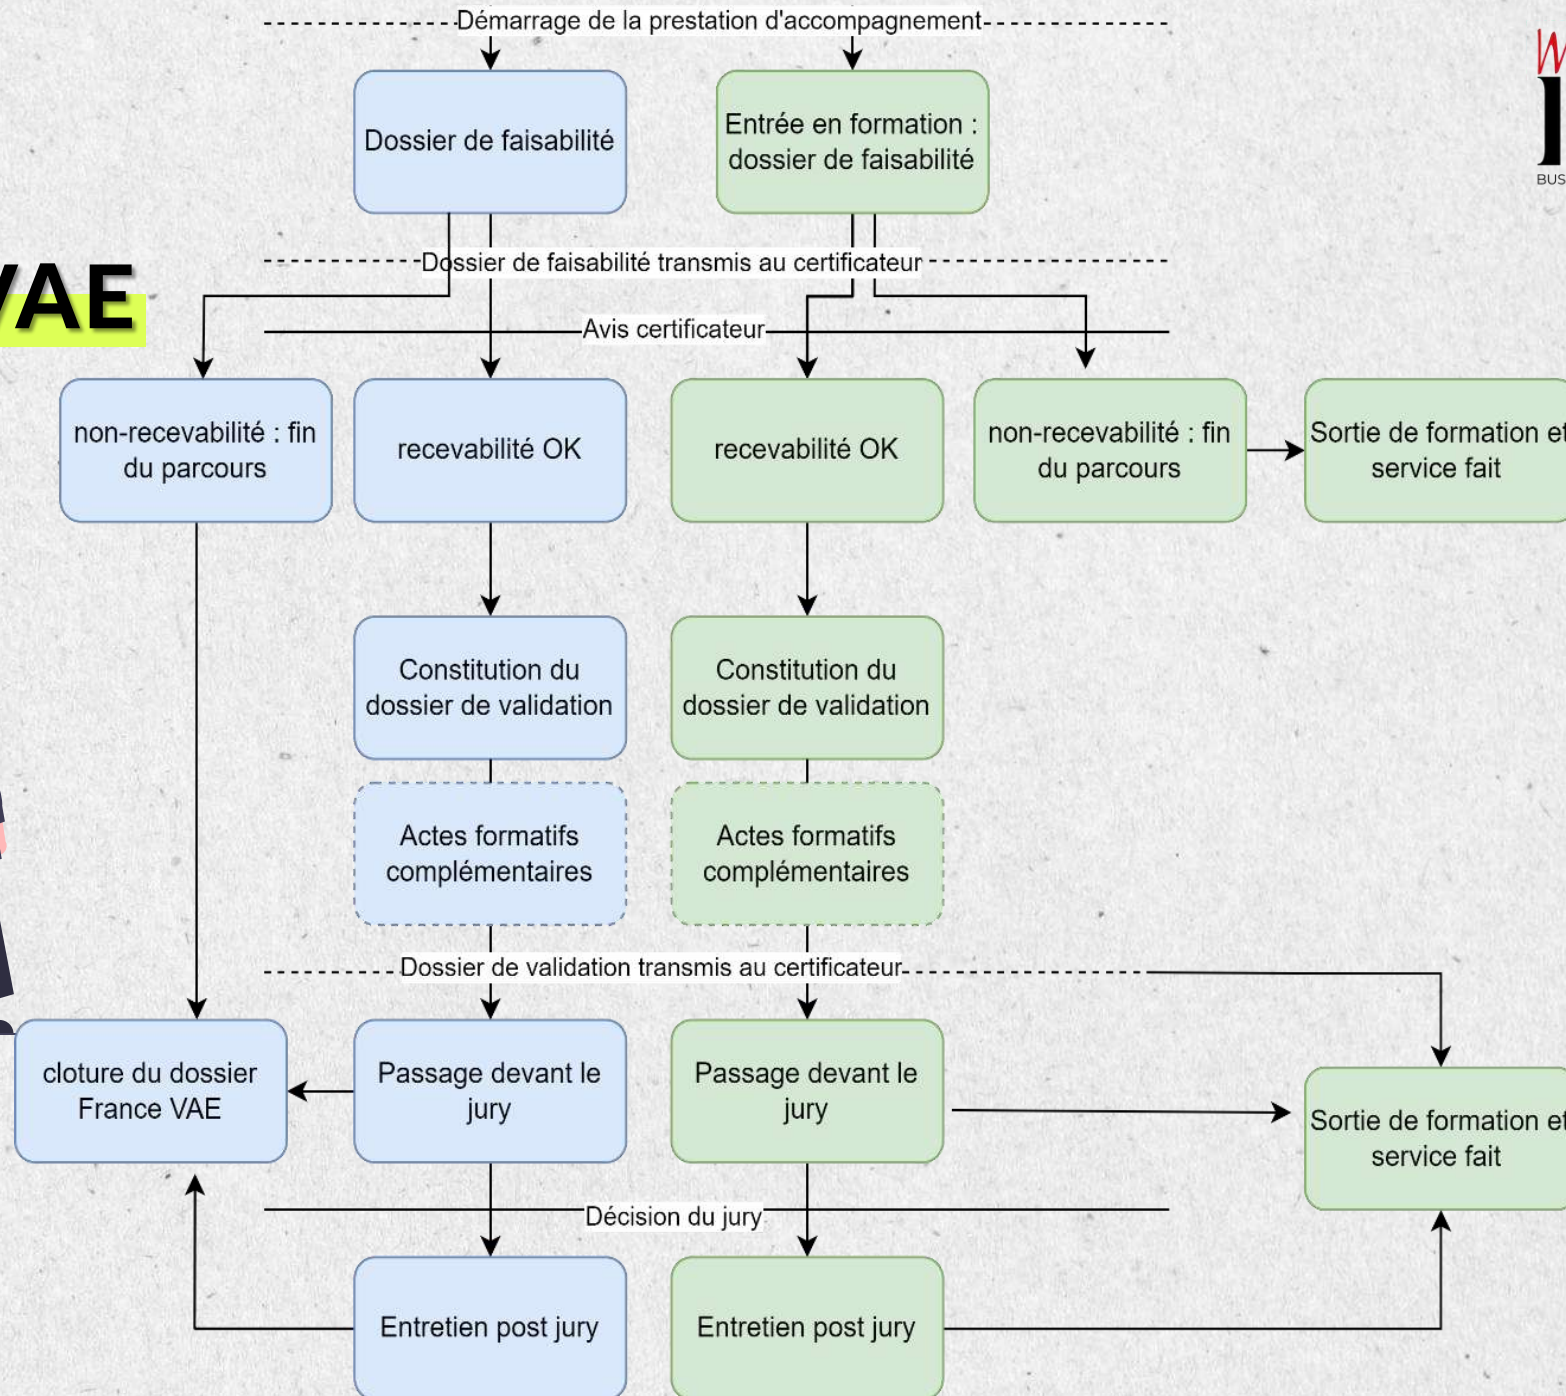 Démarrage de la prestation d'accompagnement
Dossier de faisabilité
Entrée en formation :
dossier de faisabilité
BUS
Dossier de faisabilité transmis au certificateur
VAE
Avis certificateur
non-recevabilité : fin
du parcours
recevabilité OK
recevabilité OK
non-recevabilité : fin
du parcours
Sortie de formation et
service fait
Constitution du
dossier de validation
Constitution du
dossier de validation
Actes formatifs
complémentaires
Actes formatifs
complémentaires
Dossier de validation transmis au certificateur
cloture du dossier
France VAE
Passage devant le
jury
Passage devant le
jury
Sortie de formation et
service fait
Décision du jury
Entretien post jury
Entretien post jury